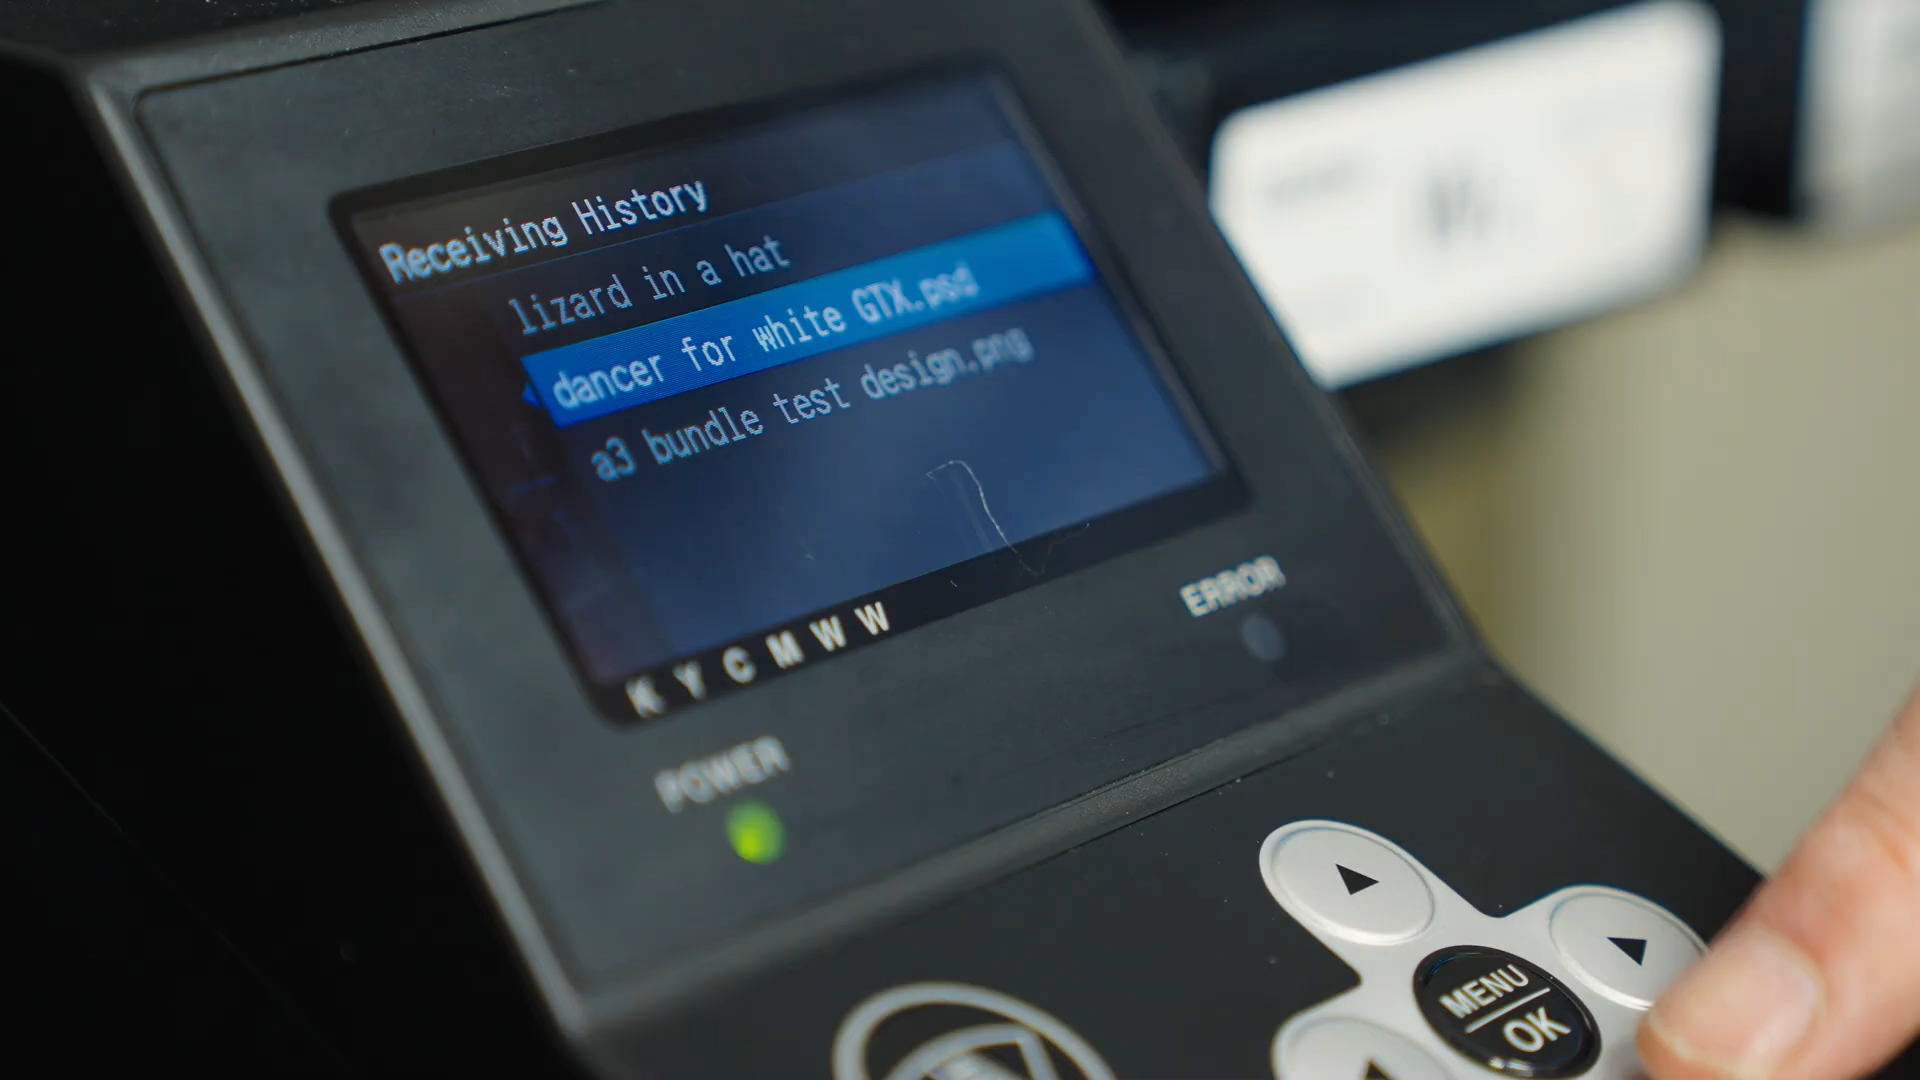 Receiving History
lizard in a hat
dancer for white GTX.psd
a3 bundle test design.png
K Y C M W W
ERROR
POWER
MENU
OK